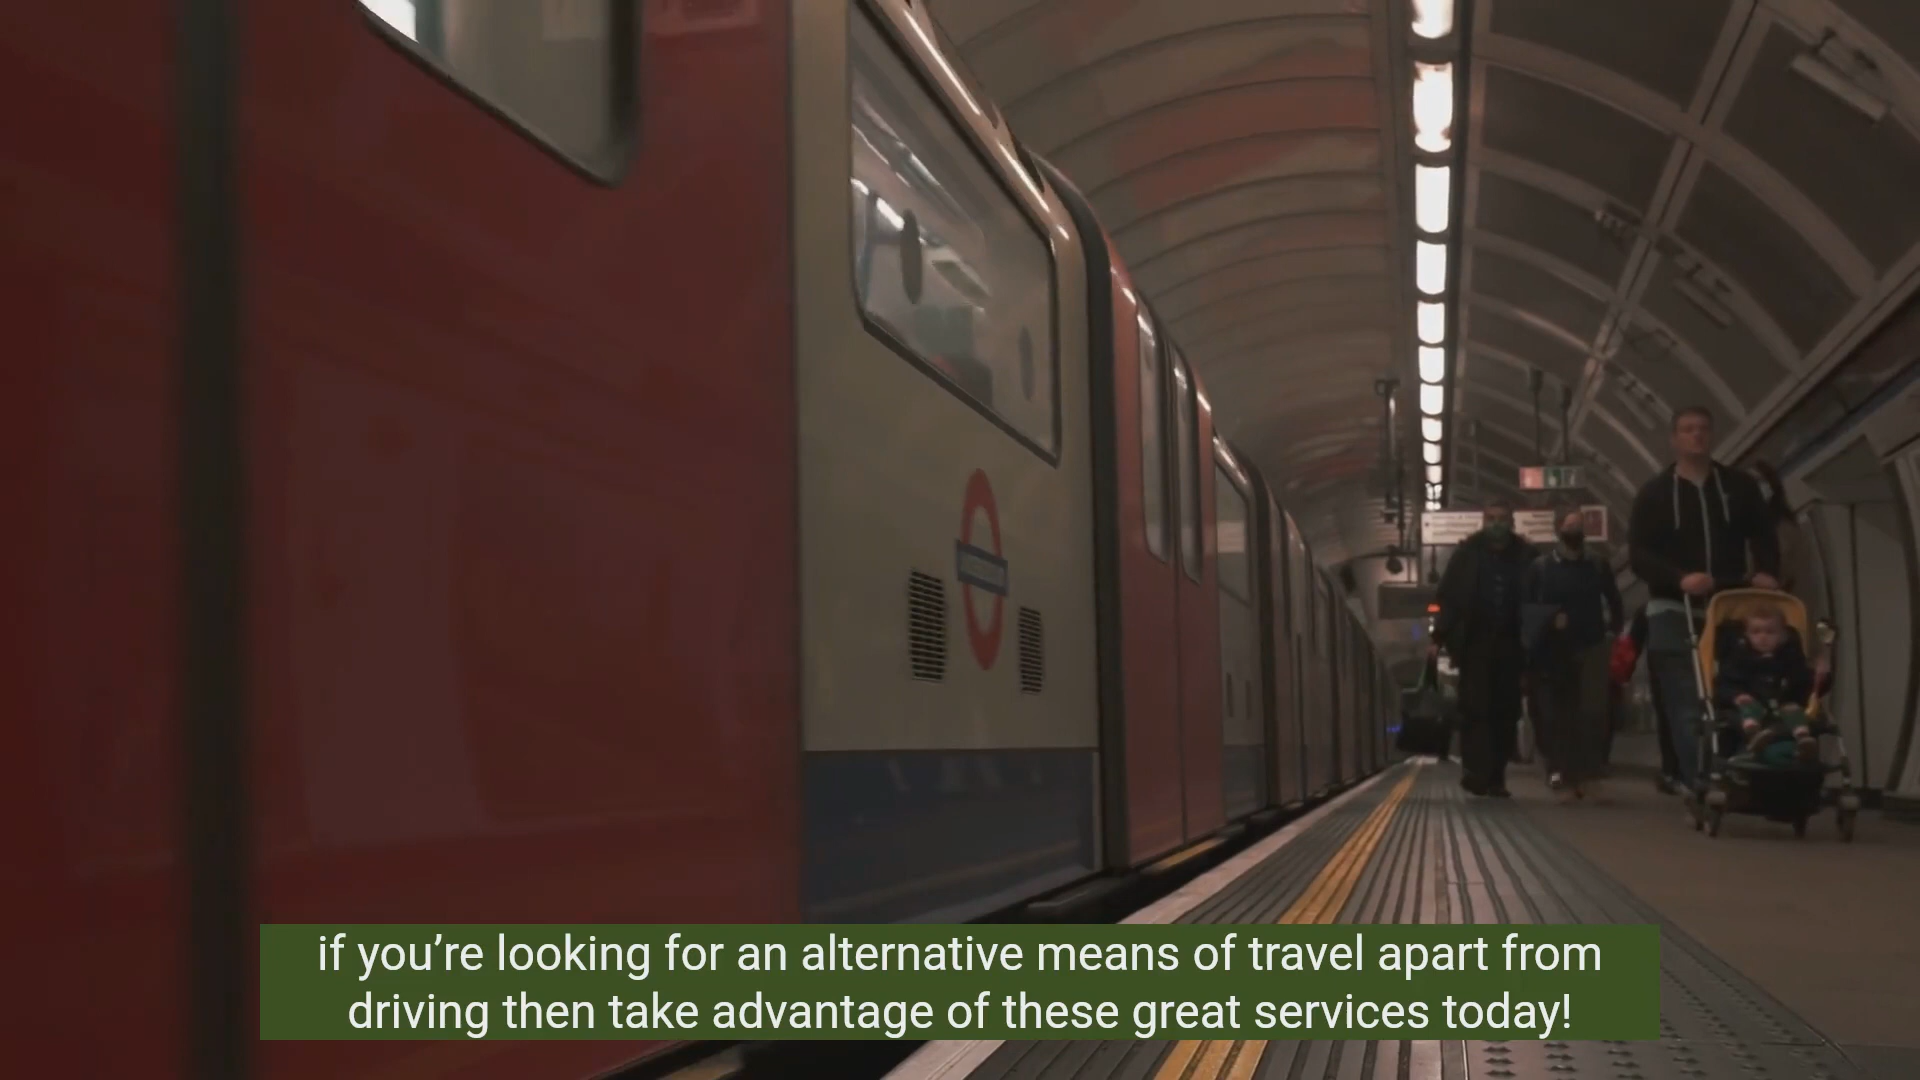 if you’re looking for an alternative means of travel apart from
driving then take advantage of these great services today!